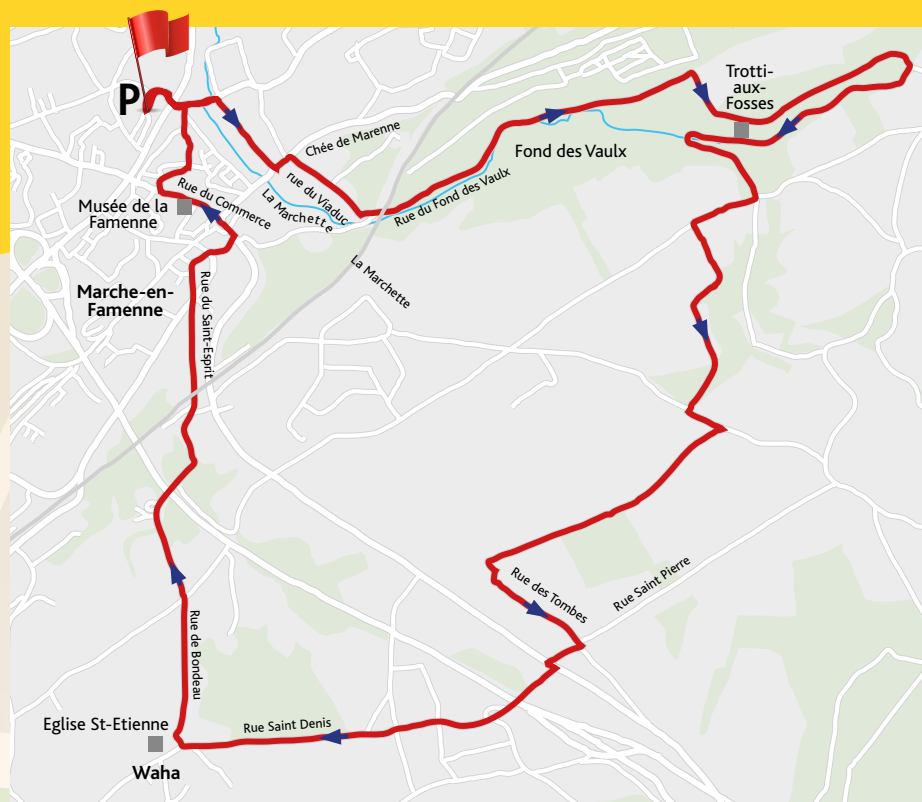 P
Trotti-
aux-
Fosses
Chée de Marenne
Fond des Vaulx
rue du Viaduc
Rue du Fond des Vaulx
Rue du Commerce
La Marchette
Musée de la
Famenne
La Marchette
Marche-en-
Famenne
Rue du Saint-Esprit
Rue des Tombes
Rue Saint Pierre
Rue de Bondeau
Eglise St-Etienne
Rue Saint Denis
Waha